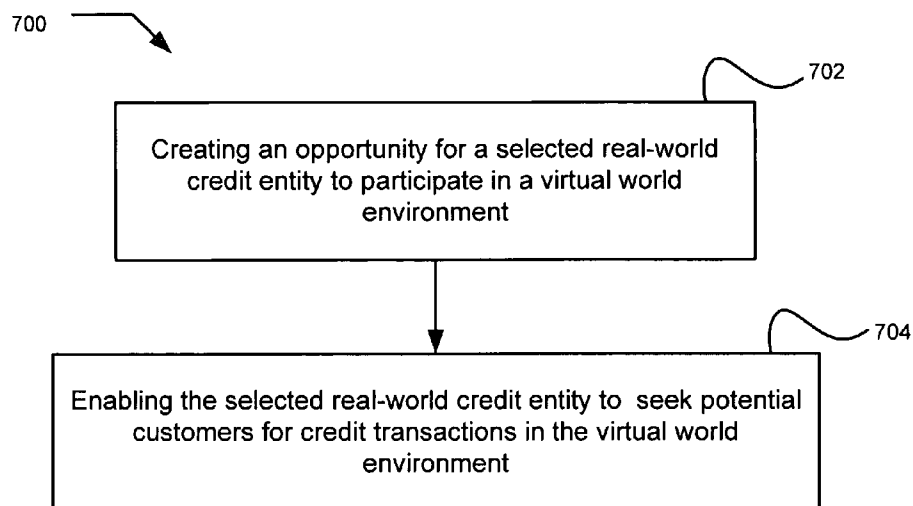 700
702
Creating an opportunity for a selected real-world
credit entity to participate in a virtual world
environment
704
Enabling the selected real-world credit entity to seek potential
customers for credit transactions in the virtual world
environment